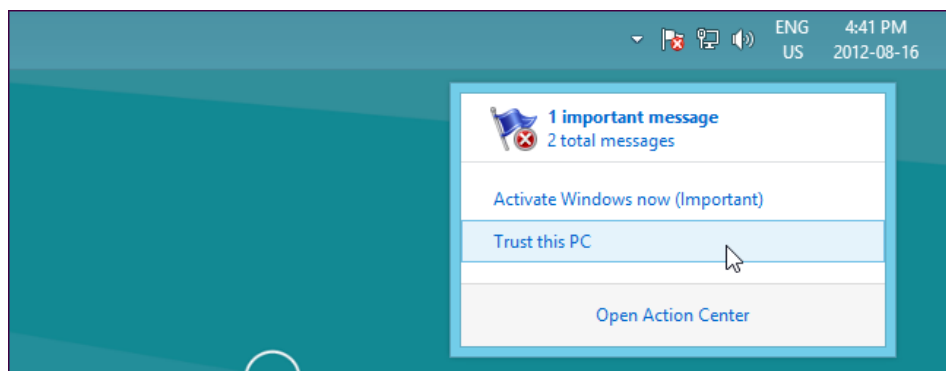 ENG 4:41 PM
US 2012-08-16
1 important message
2 total messages
Activate Windows now (Important)
Trust this PC
Open Action Center